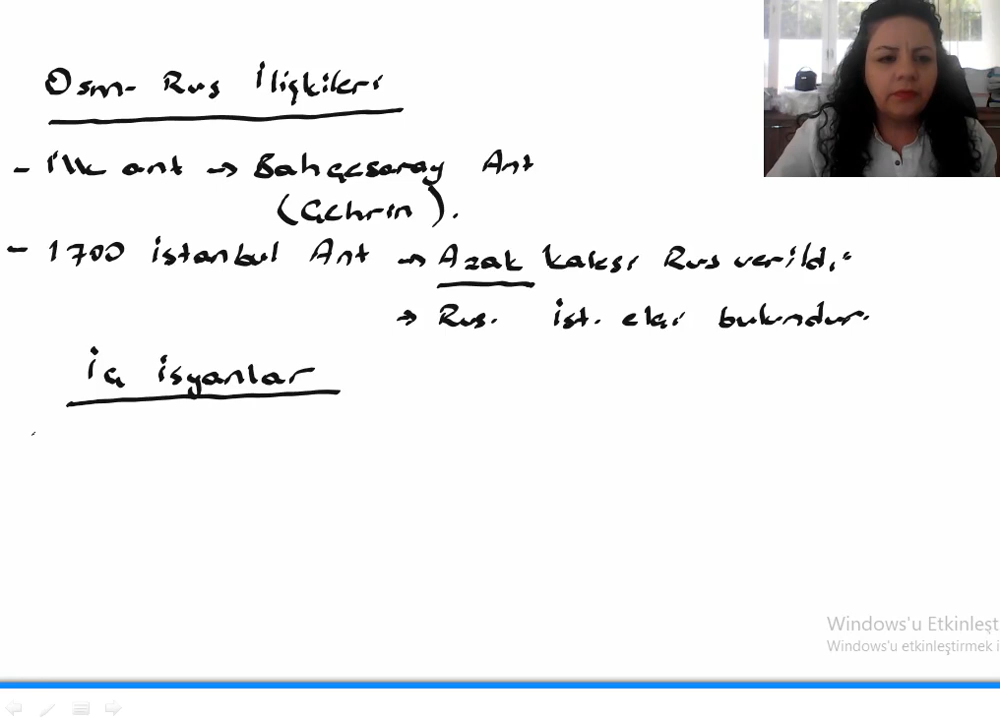 Osm- Rus İlişkileri
- İlk ant → Bahçesaray Ant
(Çehrin).
- 1700 İstanbul Ant → Azak kalesi Rus verildi.
→ Rus. ist. elçi bulundur.
İç isyanlar
Windows'u Etkinleşt
Windows'u etkinleştirmek i